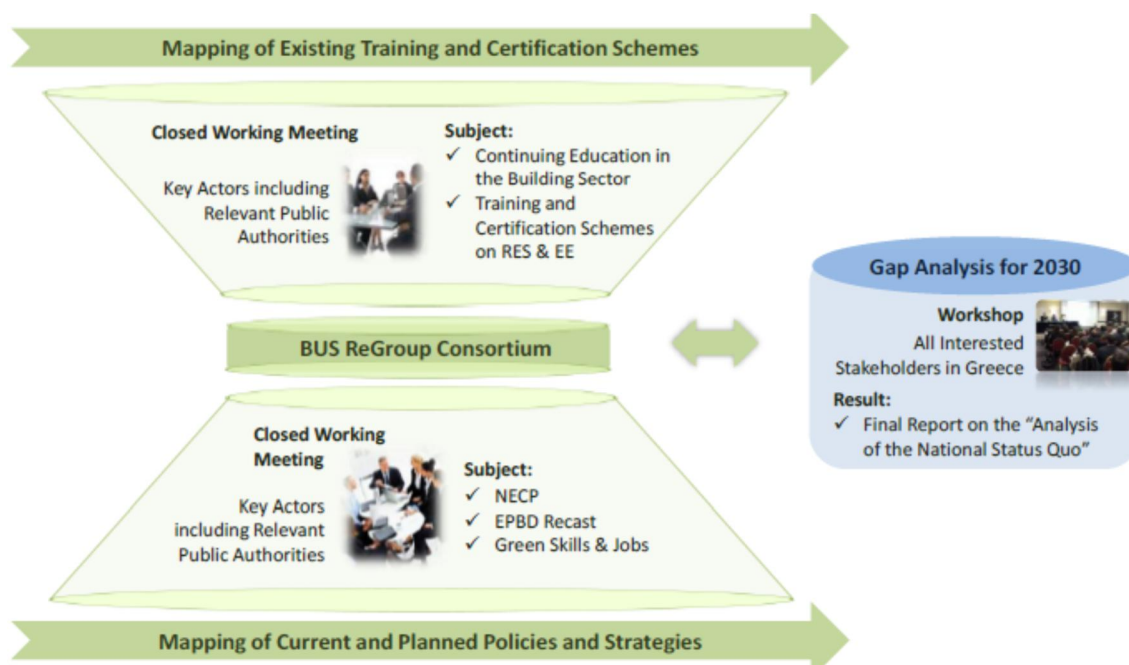 Mapping of Existing Training and Certification Schemes
Closed Working Meeting
Key Actors including
Relevant Public
Authorities
Subject:
✓ Continuing Education in
the Building Sector
✓ Training and
Certification Schemes
on RES & EE
BUS ReGroup Consortium
Closed Working
Meeting
Key Actors
including Relevant
Public Authorities
Subject:
✓ NECP
✓ EPBD Recast
✓ Green Skills & Jobs
Mapping of Current and Planned Policies and Strategies
Gap Analysis for 2030
Workshop
All Interested
Stakeholders in Greece
Result:
✓ Final Report on the “Analysis
of the National Status Quo”